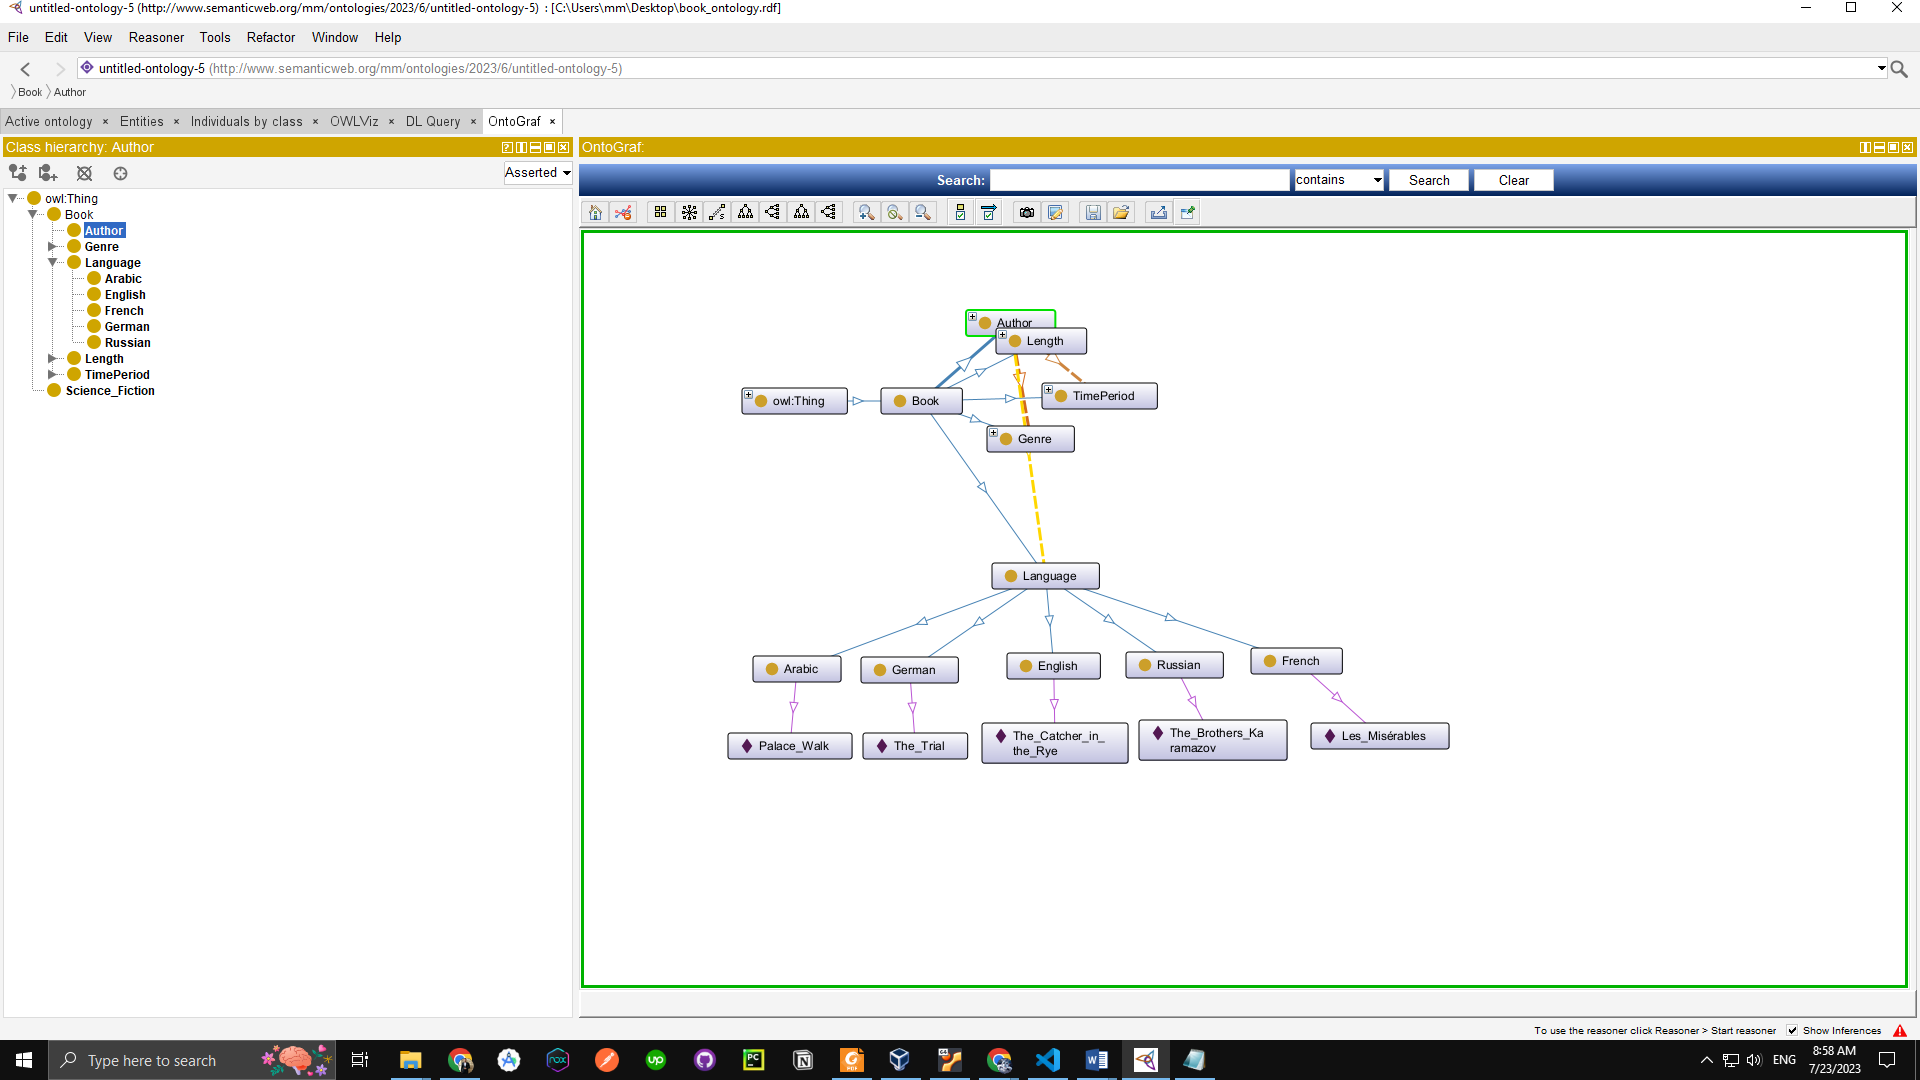 untitled-ontology-5 (http://www.semanticweb.org/mm/ontologies/2023/6/untitled-ontology-5) : [C:\Users\mm\Desktop\book_ontology.rdf]
File Edit View Reasoner Tools Refactor Window Help
untitled-ontology-5 (http://www.semanticweb.org/mm/ontologies/2023/6/untitled-ontology-5)
Book Author
Active ontology × Entities × Individuals by class × OWLViz × DL Query × OntoGraf ×
Class hierarchy: Author
Asserted
owl:Thing
Book
Author
Genre
Language
Arabic
English
French
German
Russian
Length
TimePeriod
Science_Fiction
OntoGraf:
Search: contains Search Clear
Author
Length
owl:Thing
Book
TimePeriod
Genre
Language
Arabic
German
English
Russian
French
Palace_Walk
The_Trial
The_Catcher_in_
the_Rye
The_Brothers_Ka
ramazov
Les_Misérables
To use the reasoner click Reasoner > Start reasoner Show Inferences
Type here to search
ENG
8:58 AM
7/23/2023